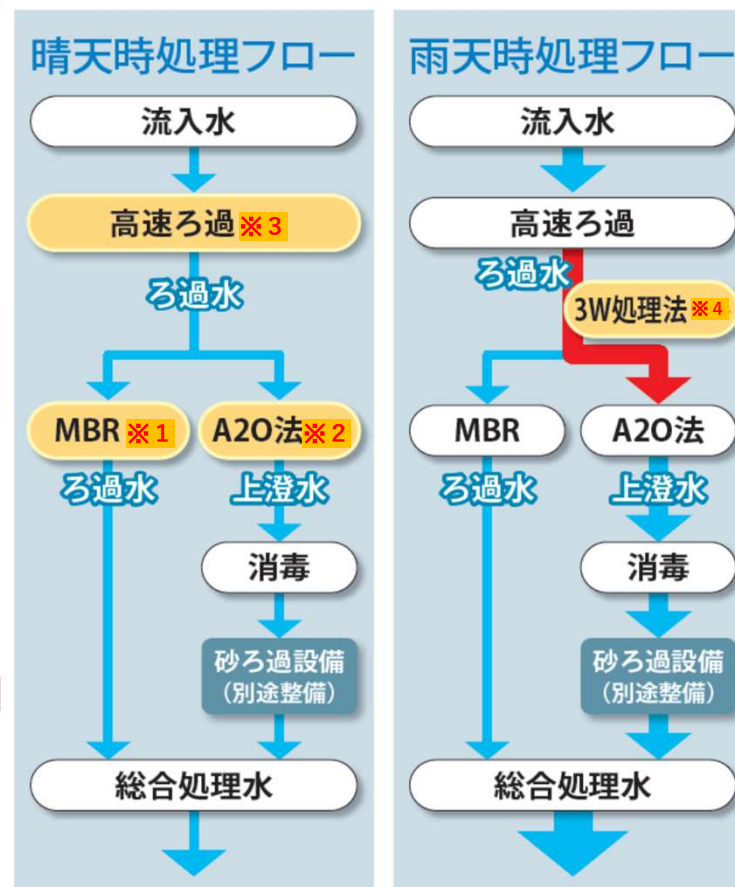 晴天時処理フロー
流入水
高速ろ過 ※3
ろ過水
MBR ※1
A2O法※2
ろ過水
上澄水
消毒
砂ろ過設備
(別途整備)
総合処理水
雨天時処理フロー
流入水
高速ろ過
ろ過水
3W処理法 ※4
MBR
A2O法
ろ過水
上澄水
消毒
砂ろ過設備
(別途整備)
総合処理水